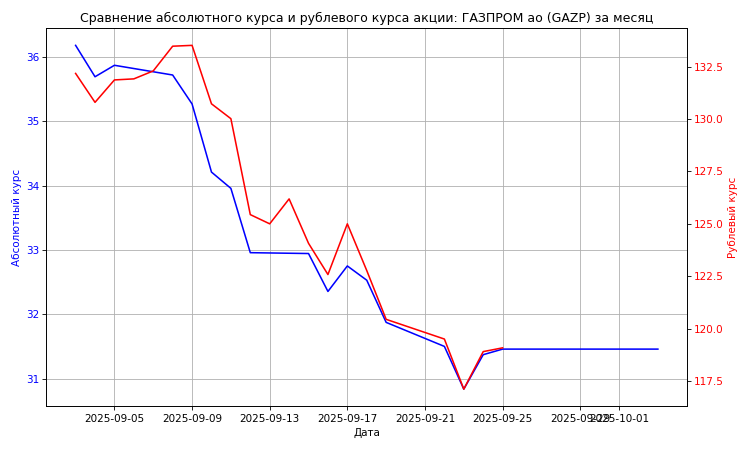 Сравнение абсолютного курса и рублевого курса акции: ГАЗПРОМ ао (GAZP) за месяц
36
35
34
33
32
31
Абсолютный курс
132.5
130.0
127.5
125.0
122.5
120.0
117.5
Рублевый курс
2025-09-05 2025-09-09 2025-09-13 2025-09-17 2025-09-21 2025-09-25 2025-09-29 2025-10-01
Дата